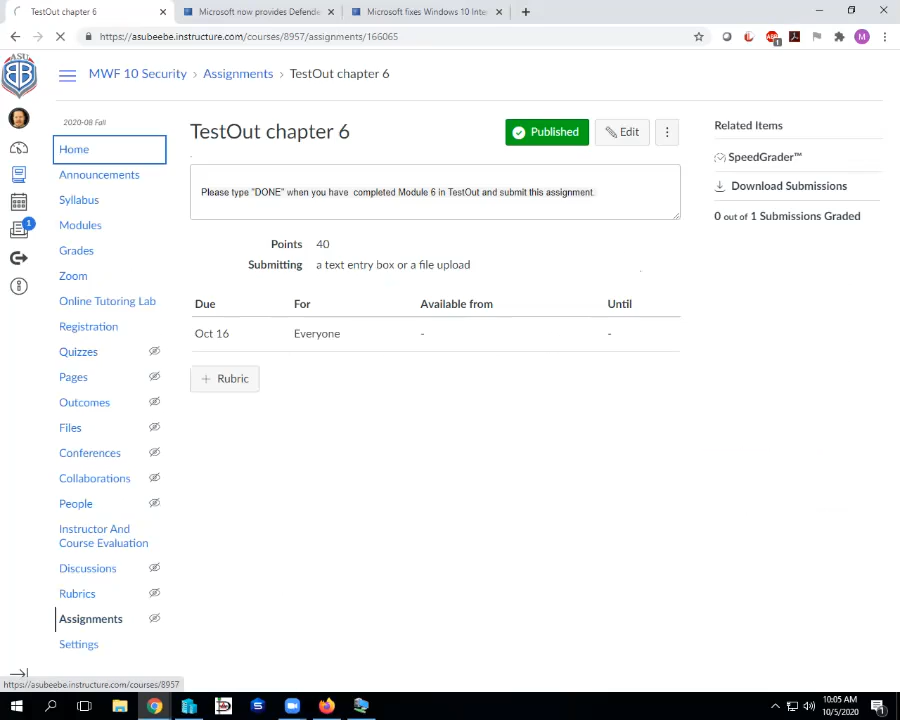 TestOut chapter 6
Microsoft now provides Defende
Microsoft fixes Windows 10 Inte
https://asubeebe.instructure.com/courses/8957/assignments/166065
MWF 10 Security > Assignments > TestOut chapter 6
2020-08 Fall
Home
Announcements
Syllabus
Modules
Grades
Zoom
Online Tutoring Lab
Registration
Quizzes
Pages
Outcomes
Files
Conferences
Collaborations
People
Instructor And
Course Evaluation
Discussions
Rubrics
Assignments
Settings
TestOut chapter 6
Published
Edit
Please type "DONE" when you have completed Module 6 in TestOut and submit this assignment.
Points 40
Submitting a text entry box or a file upload
Due For Available from Until
Oct 16 Everyone - -
+ Rubric
Related Items
SpeedGrader™
Download Submissions
0 out of 1 Submissions Graded
1
https://asubeebe.instructure.com/courses/8957
10:05 AM
10/5/2020